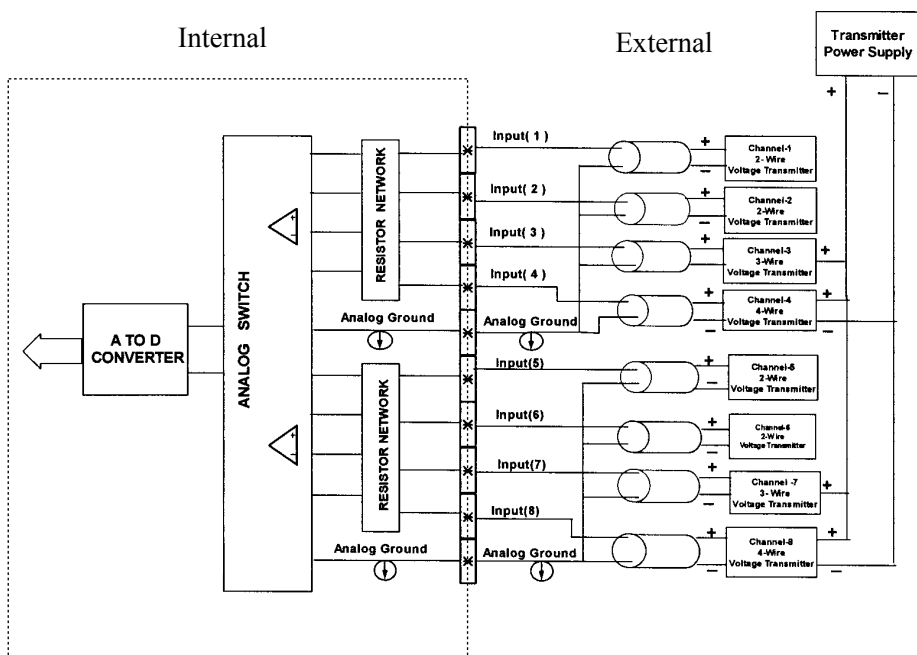 Internal
External
Transmitter
Power Supply
+
−
ANALOG SWITCH
RESISTOR NETWORK
Input( 1 )
+
−
Channel-1
2- Wire
Voltage Transmitter
Input( 2 )
+
−
Channel-2
2-Wire
Voltage Transmitter
Input( 3 )
+
−
Channel-3
3-Wire
Voltage Transmitter
+
Input( 4 )
+
−
Channel-4
4-Wire
Voltage Transmitter
+
−
Analog Ground
Analog Ground
A TO D
CONVERTER
RESISTOR NETWORK
Input(5)
+
−
Channel-5
2-Wire
Voltage Transmitter
Input(6)
+
−
Channel-6
2-Wire
Voltage Transmitter
Input(7)
+
−
Channel -7
3- Wire
Voltage Transmitter
+
Input(8)
+
−
Channel-8
4-Wire
Voltage Transmitter
+
−
Analog Ground
Analog Ground